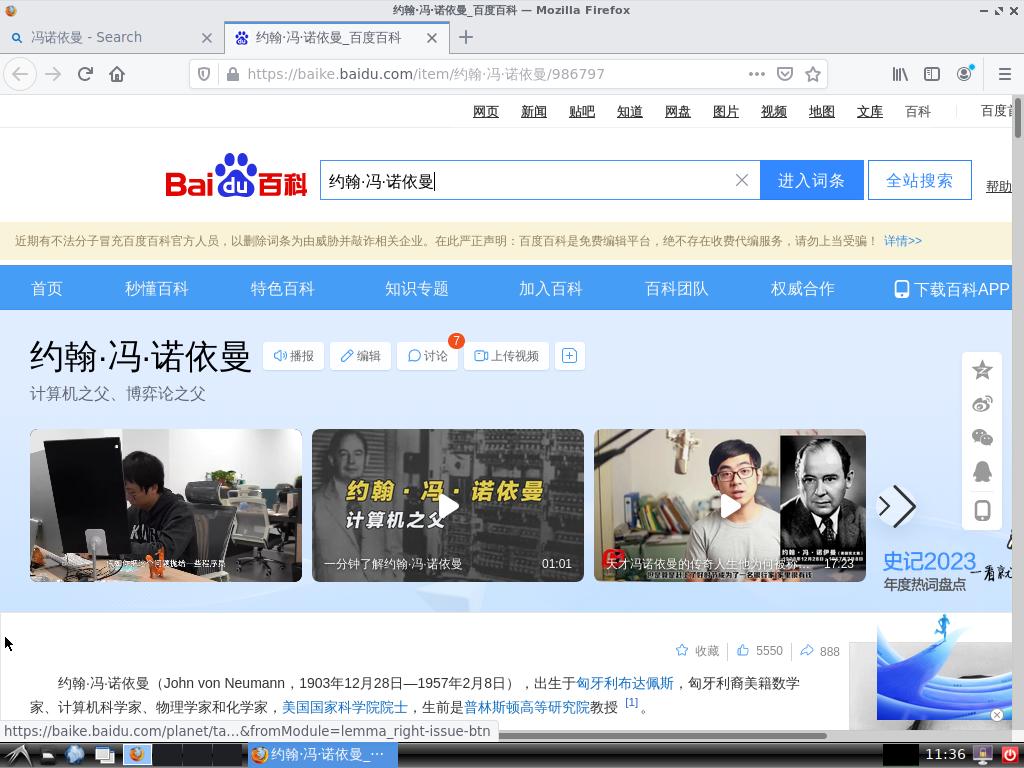 约翰·冯·诺依曼_百度百科 — Mozilla Firefox
冯诺依曼 - Search
约翰·冯·诺依曼_百度百科
https://baike.baidu.com/item/约翰·冯·诺依曼/986797
网页 新闻 贴吧 知道 网盘 图片 视频 地图 文库 百科 百度首
Bai du 百科
约翰·冯·诺依曼
进入词条
全站搜索
帮助
近期有不法分子冒充百度百科官方人员，以删除词条为由威胁并敲诈相关企业。在此严正声明：百度百科是免费编辑平台，绝不存在收费代编服务，请勿上当受骗！ 详情>>
首页 秒懂百科 特色百科 知识专题 加入百科 百科团队 权威合作 下载百科APP
约翰·冯·诺依曼
播报 编辑 讨论 7 上传视频
计算机之父、博弈论之父
约翰·冯·诺依曼
计算机之父
一分钟了解约翰·冯·诺依曼 01:01
天才冯诺依曼的传奇人生他为何被称... 17:23
史记2023
年度热词盘点
收藏 5550 888
约翰·冯·诺依曼（John von Neumann，1903年12月28日—1957年2月8日），出生于匈牙利布达佩斯，匈牙利裔美籍数学
家、计算机科学家、物理学家和化学家，美国国家科学院院士，生前是普林斯顿高等研究院教授 [1] 。
https://baike.baidu.com/planet/ta…&fromModule=lemma_right-issue-btn
约翰·冯·诺依曼_···
11:36